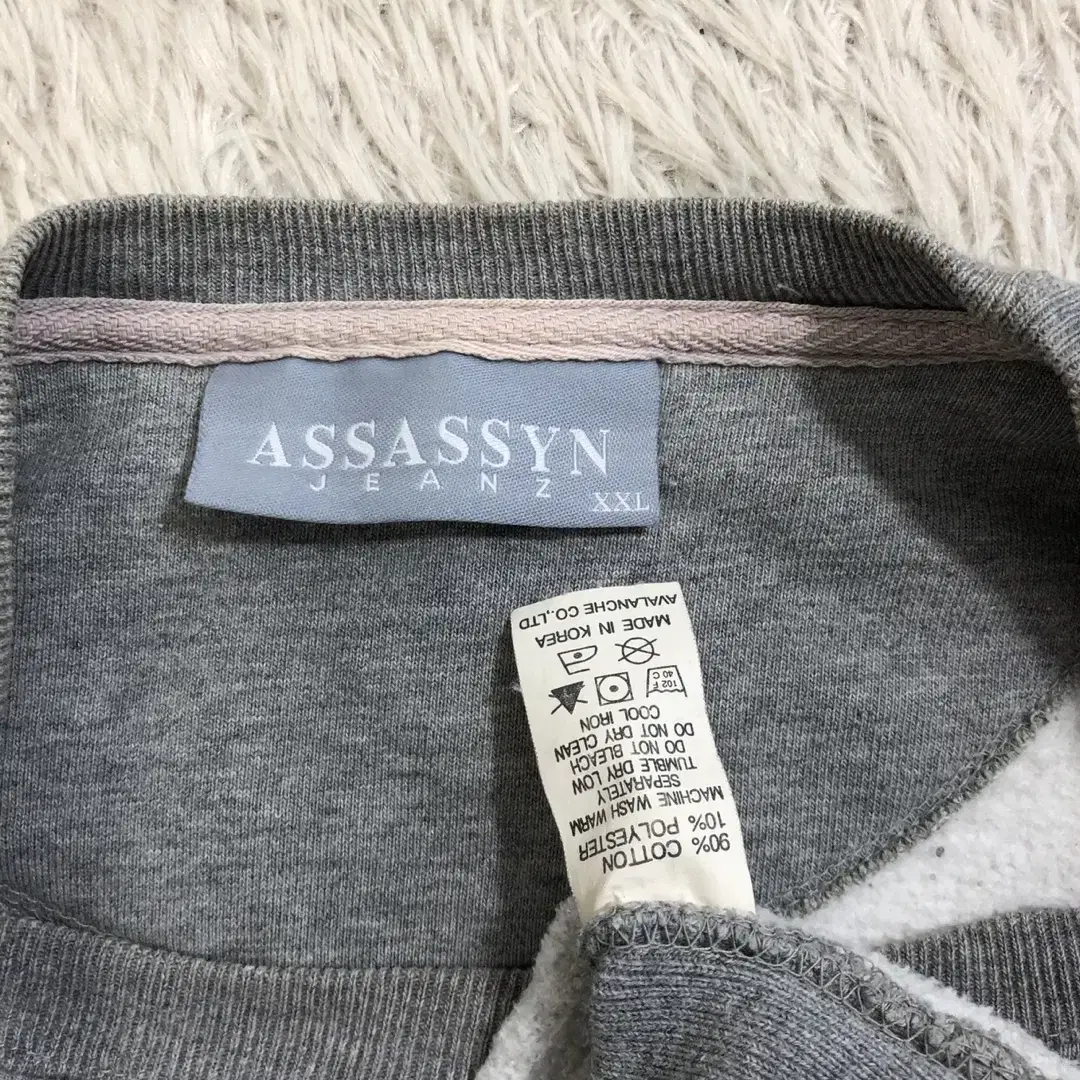 ASSASSYN
JEANZ
XXL
90% COTTON
10% POLYESTER
MACHINE WASH WARM
SEPARATELY
TUMBLE DRY LOW
DO NOT BLEACH
DO NOT DRY CLEAN
COOL IRON
102 F
40 C
MADE IN KOREA
AVALANCHE CO.,LTD